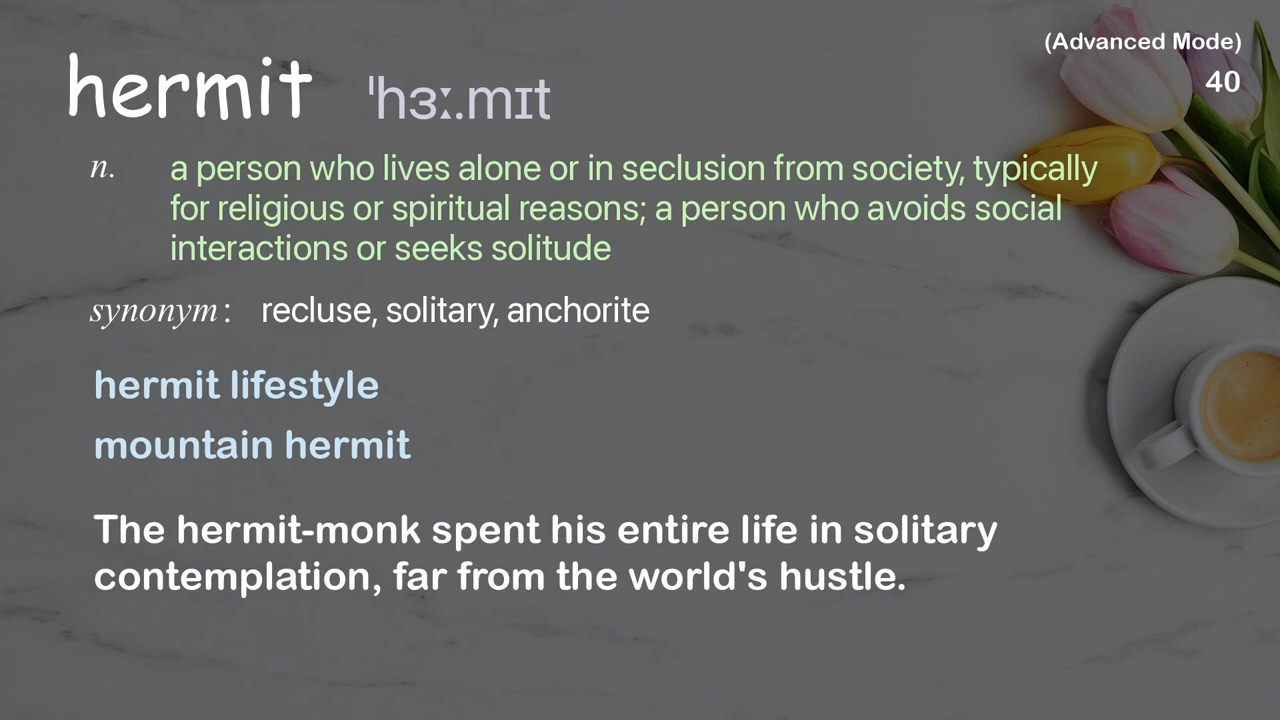 (Advanced Mode)
40
hermit ˈhɜː.mɪt
n. a person who lives alone or in seclusion from society, typically
for religious or spiritual reasons; a person who avoids social
interactions or seeks solitude
synonym: recluse, solitary, anchorite
hermit lifestyle
mountain hermit
The hermit-monk spent his entire life in solitary
contemplation, far from the world's hustle.